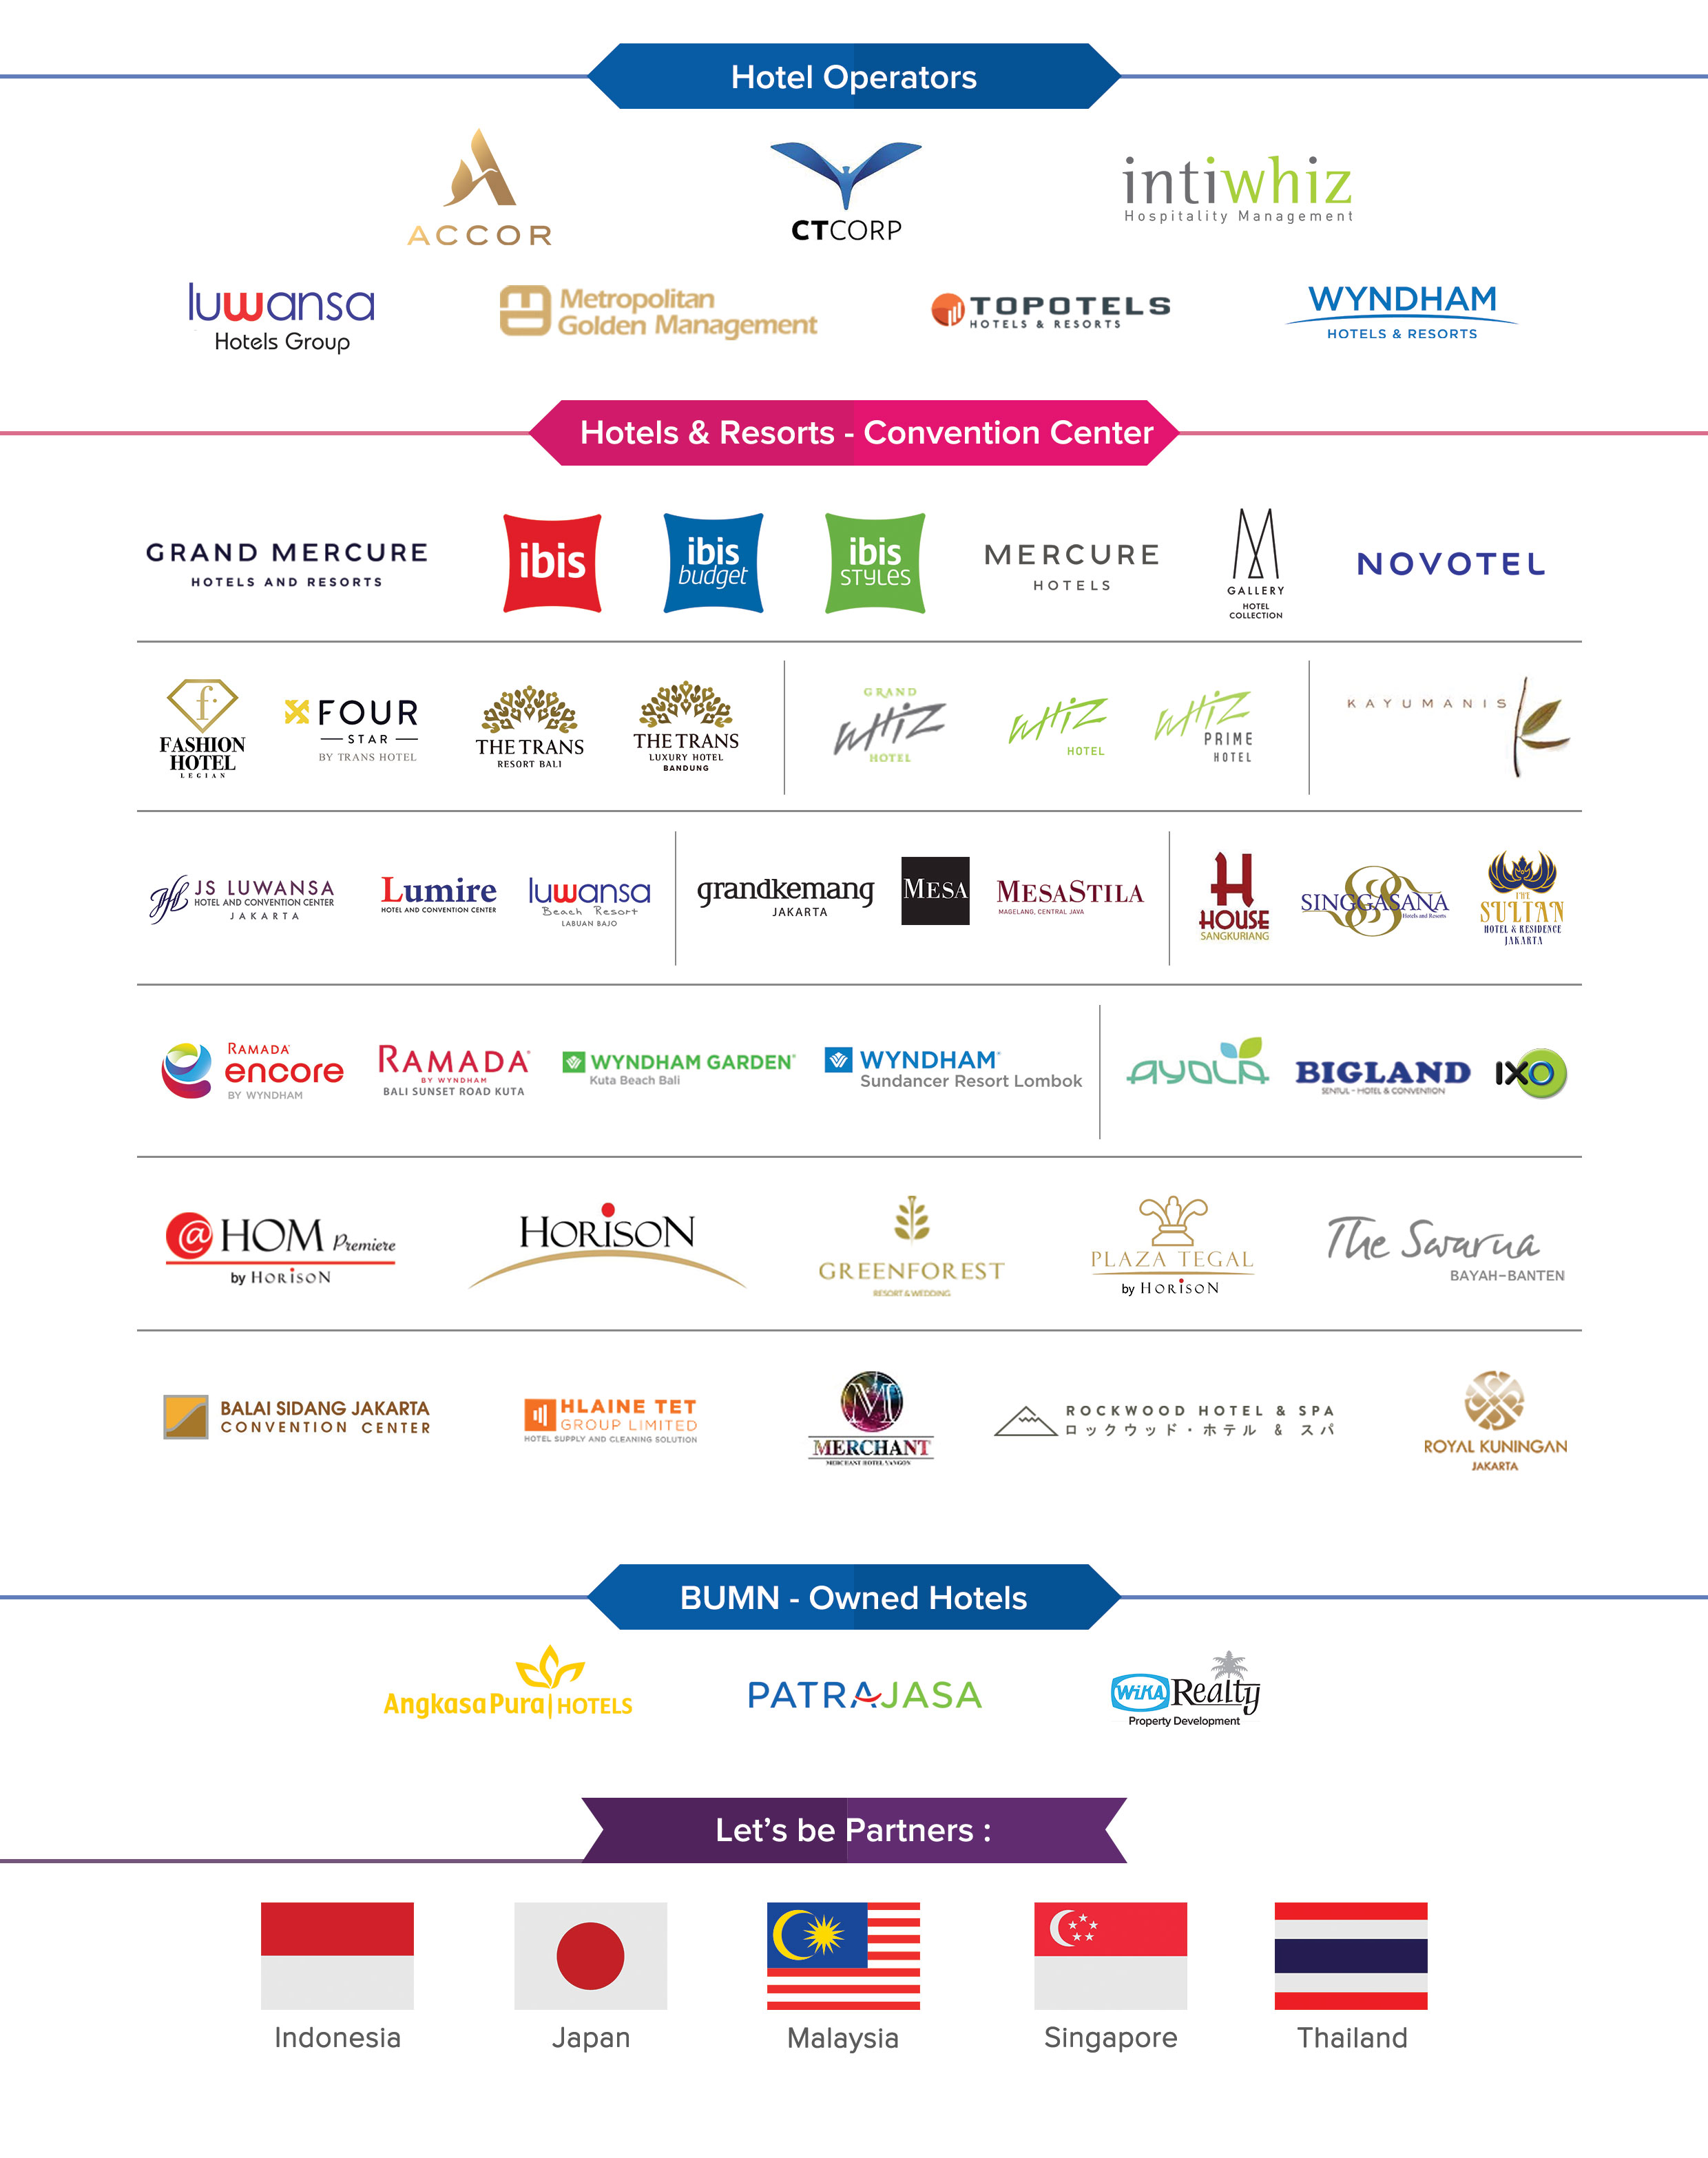 Hotel Operators
ACCOR
CTCORP
intiwhiz
Hospitality Management
luwansa
Hotels Group
Metropolitan
Golden Management
TOPOTELS
HOTELS & RESORTS
WYNDHAM
HOTELS & RESORTS
Hotels & Resorts - Convention Center
GRAND MERCURE
HOTELS AND RESORTS
ibis
ibis
budget
ibis
STYLES
MERCURE
HOTELS
M
GALLERY
HOTEL
COLLECTION
NOVOTEL
f.
FASHION
HOTEL
LEGIAN
FOUR
STAR
BY TRANS HOTEL
THE TRANS
RESORT BALI
THE TRANS
LUXURY HOTEL
BANDUNG
GRAND
WHIZ
HOTEL
WHIZ
HOTEL
WHIZ
PRIME
HOTEL
KAYUMANIS
JS LUWANSA
HOTEL AND CONVENTION CENTER
JAKARTA
Lumire
HOTEL AND CONVENTION CENTER
luwansa
Beach Resort
LABUAN BAJO
grandkemang
JAKARTA
MESA
MESASTILA
MAGELANG, CENTRAL JAVA
H
HOUSE
SANGKURIANG
SINGGASANA
Hotels and Resorts
THE
SULTAN
HOTEL & RESIDENCE
JAKARTA
RAMADA
encore
BY WYNDHAM
RAMADA
BY WYNDHAM
BALI SUNSET ROAD KUTA
WYNDHAM GARDEN
Kuta Beach Bali
WYNDHAM
Sundancer Resort Lombok
AYOLA
BIGLAND
SENTUL - HOTEL & CONVENTION
IXO
@HOM Premiere
by HORISON
HORISON
GREENFOREST
RESORT & WEDDING
PLAZA TEGAL
by HORISON
The Swarna
BAYAH-BANTEN
BALAI SIDANG JAKARTA
CONVENTION CENTER
HLAINE TET
GROUP LIMITED
HOTEL SUPPLY AND CLEANING SOLUTION
M
MERCHANT
MERCHANT HOTEL YANGON
ROCKWOOD HOTEL & SPA
ロックウッド・ホテル & スパ
ROYAL KUNINGAN
JAKARTA
BUMN - Owned Hotels
AngkasaPura|HOTELS
PATRAJASA
WiKA Realty
Property Development
Let's be Partners :
Indonesia
Japan
Malaysia
Singapore
Thailand